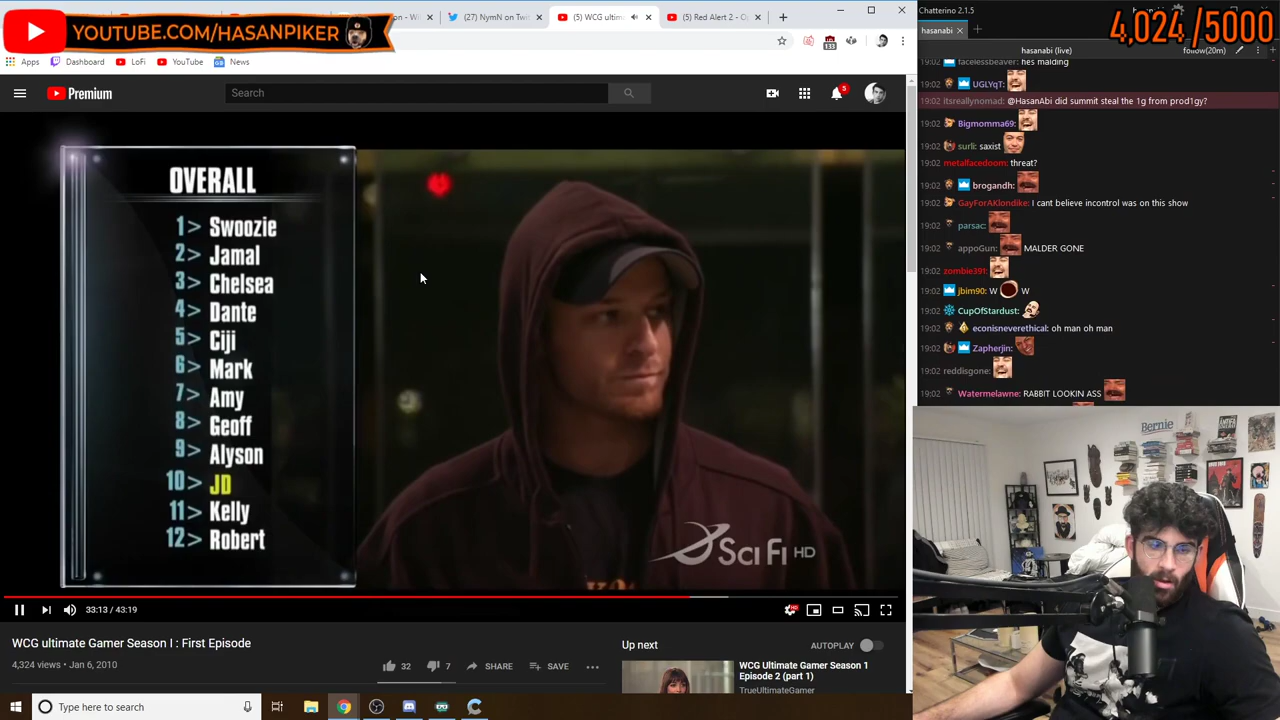 YOUTUBE.COM/HASANPIKER
(27) NymN on Twi
(5) WCG ultim
(5) Red Alert 2 - O
133
Apps
Dashboard
LoFi
YouTube
News
Premium
Search
5
OVERALL
1> Swoozie
2> Jamal
3> Chelsea
4> Dante
5> Ciji
6> Mark
7> Amy
8> Geoff
9> Alyson
10> JD
11> Kelly
12> Robert
Sci Fi HD
33:13 / 43:19
HD
WCG ultimate Gamer Season I : First Episode
4,324 views • Jan 6, 2010
32
7
SHARE
SAVE
Up next
AUTOPLAY
WCG Ultimate Gamer Season 1
Episode 2 (part 1)
TrueUltimateGamer
Type here to search
Chatterino 2.1.5
4,024 /5000
hasanabi
hasanabi (live)
follow(20m)
facelessbeaver: hes malding
19:02 UGLYqT:
19:02 itsreallynomad: @HasanAbi did summit steal the 1g from prod1gy?
19:02 Bigmomma69:
19:02 surli: saxist
19:02 metalfacedoom: threat?
19:02 brogandh:
19:02 GayForAKlondike: I cant believe incontrol was on this show
19:02 parsac:
19:02 appoGun: MALDER GONE
19:02 zombie391:
19:02 jbim90: W W
19:02 CupOfStardust:
19:02 econisneverethical: oh man oh man
19:02 Zapherjin:
19:02 reddisgone:
19:02 Watermelawne: RABBIT LOOKIN ASS
Bernie